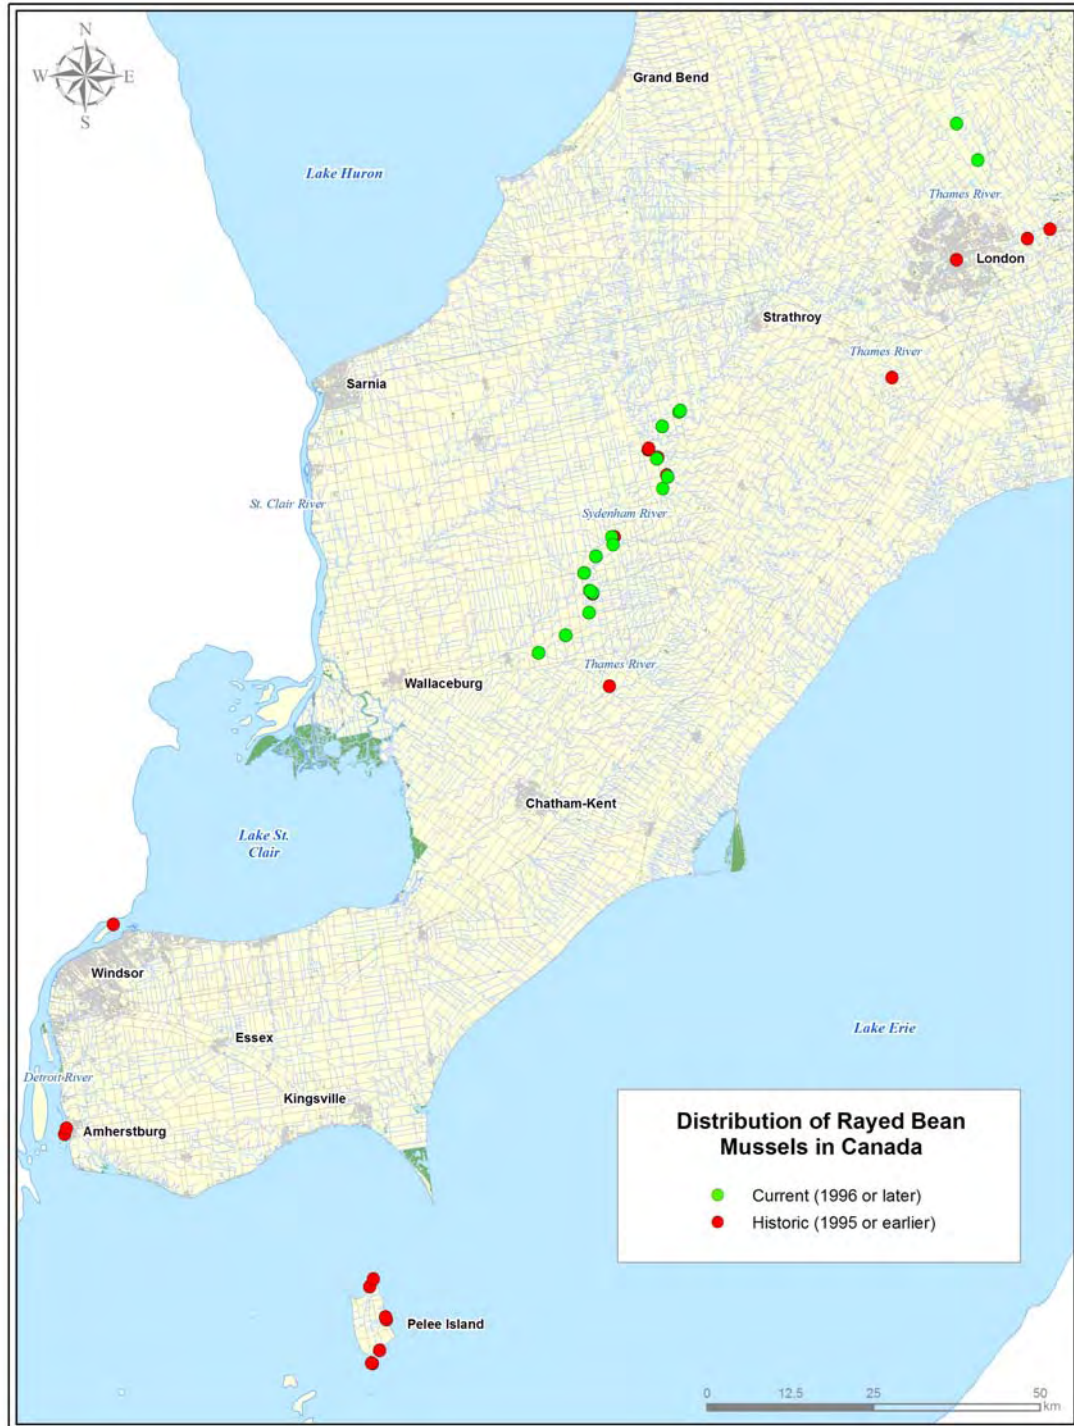 N
W
E
S
Grand Bend
Lake Huron
Thames River
London
Strathroy
Thames River
Sarnia
St. Clair River
Sydenham River
Thames River
Wallaceburg
Chatham-Kent
Lake St.
Clair
Windsor
Lake Erie
Essex
Detroit River
Kingsville
Amherstburg
Distribution of Rayed Bean
Mussels in Canada
Current (1996 or later)
Historic (1995 or earlier)
Pelee Island
0 12.5 25 50
km